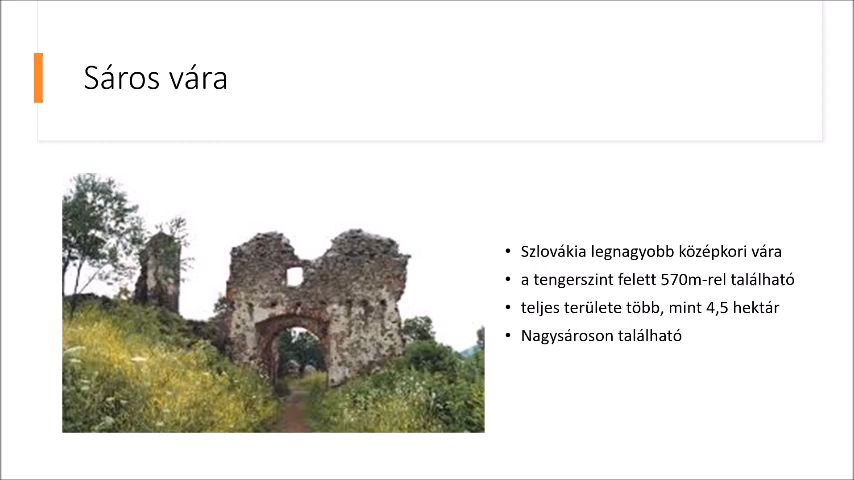 Sáros vára
• Szlovákia legnagyobb középkori vára
• a tengerszint felett 570m-rel található
• teljes területe több, mint 4,5 hektár
• Nagysároson található